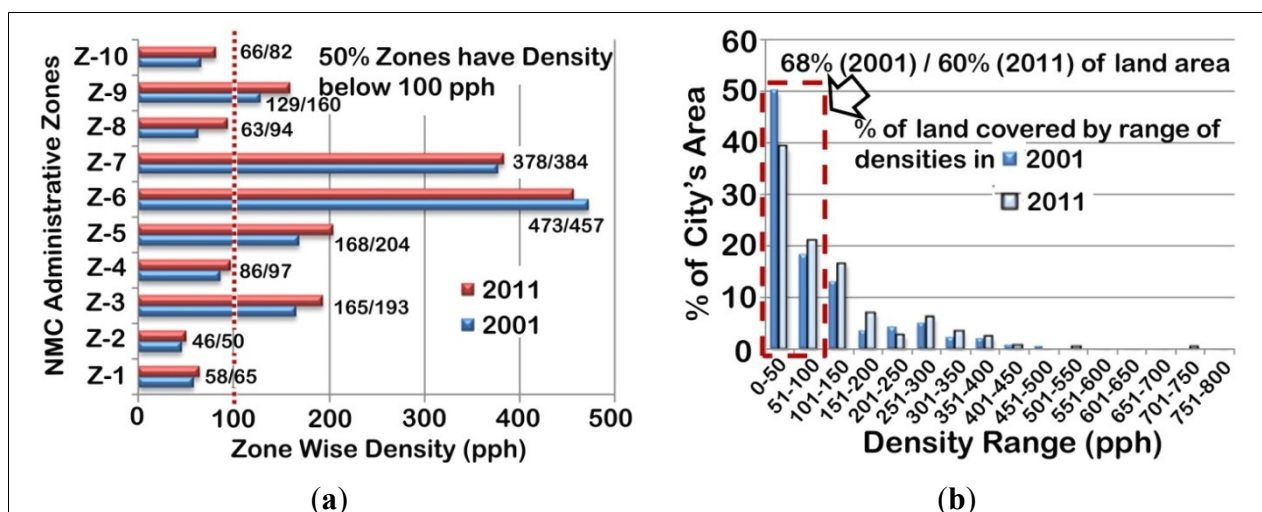 50% Zones have Density
below 100 pph
NMC Administrative Zones
Z-10
66/82
Z-9
129/160
Z-8
63/94
Z-7
378/384
Z-6
473/457
Z-5
168/204
Z-4
86/97
Z-3
165/193
Z-2
46/50
Z-1
58/65
2011
2001
0
100
200
300
400
500
Zone Wise Density (pph)
(a)
68% (2001) / 60% (2011) of land area
% of land covered by range of
densities in
2001
2011
% of City's Area
60
50
40
30
20
10
0
0-50
51-100
101-150
151-200
201-250
251-300
301-350
351-400
401-450
451-500
501-550
551-600
601-650
651-700
701-750
751-800
Density Range (pph)
(b)